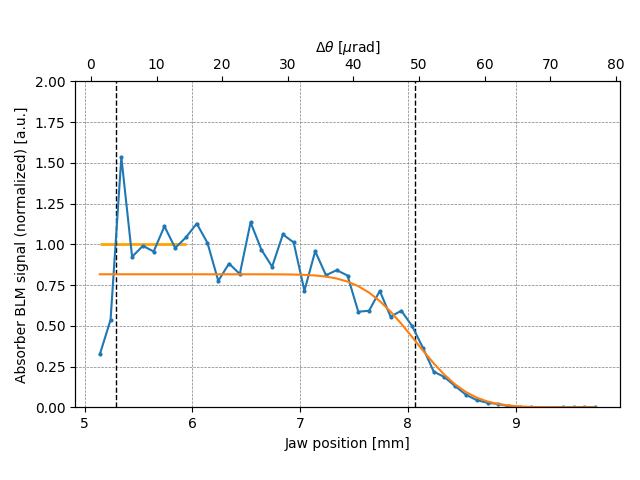 Δθ [μrad]
0 10 20 30 40 50 60 70 80
2.00
1.75
1.50
1.25
1.00
0.75
0.50
0.25
0.00
Absorber BLM signal (normalized) [a.u.]
5 6 7 8 9
Jaw position [mm]